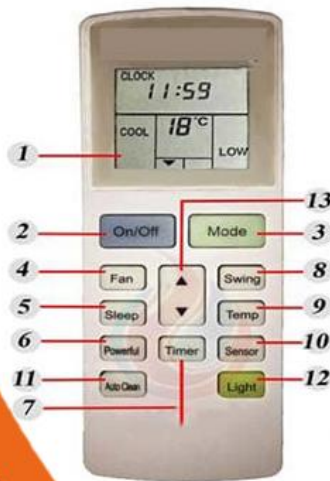 CLOCK
11:59
COOL
18°C
LOW
1
13
2
On/Off
Mode
3
4
Fan
Swing
8
5
Sleep
Temp
9
6
Powerful
Timer
Sensor
10
11
Auto Clean
Light
12
7